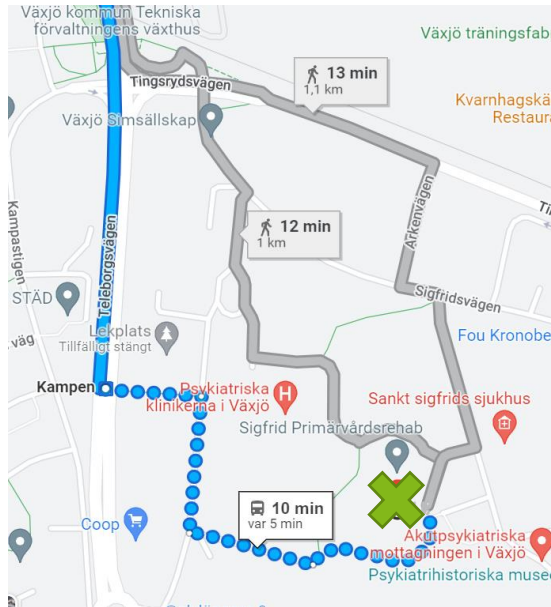 Växjö kommun Tekniska
förvaltningens växthus
Växjö träningsfab
Tingsrydsvägen
13 min
1,1 km
Kvarnhagskä
Restaura
Växjö Simsällskap
Kampastigen
Teleborgsvägen
12 min
1 km
Arkenvägen
Ti
Sigfridsvägen
STÄD
väg
Lekplats
Tillfälligt stängt
Fou Kronobe
Kampen
Psykiatriska
klinikerna i Växjö
H
Sankt sigfrids sjukhus
Sigfrid Primärvårdsrehab
10 min
var 5 min
Coop
Akutpsykiatriska
mottagningen i Växjö
Psykiatrihistoriska muse